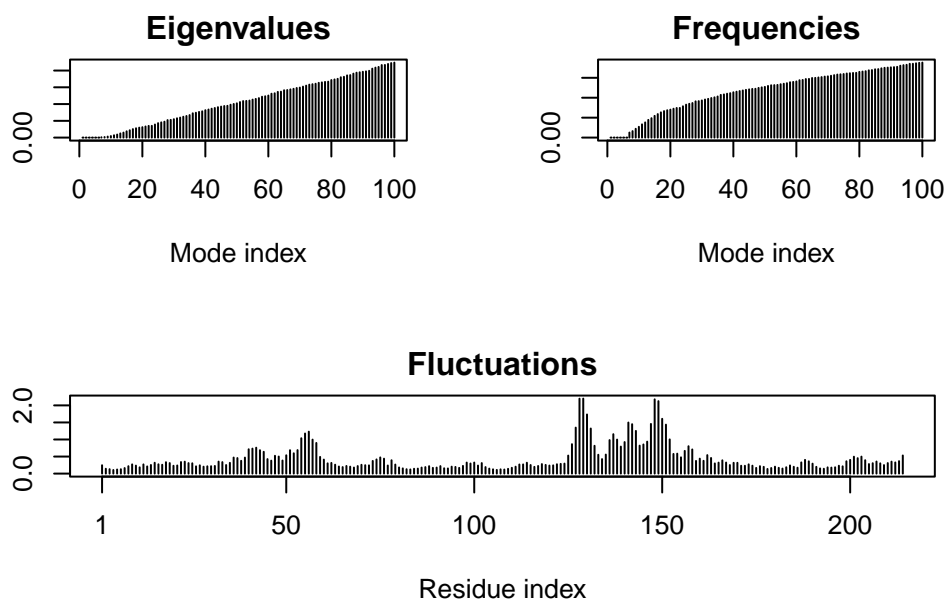 Eigenvalues
0.00
0 20 40 60 80 100
Mode index
Frequencies
0.00
0 20 40 60 80 100
Mode index
Fluctuations
2.0
0.0
1 50 100 150 200
Residue index